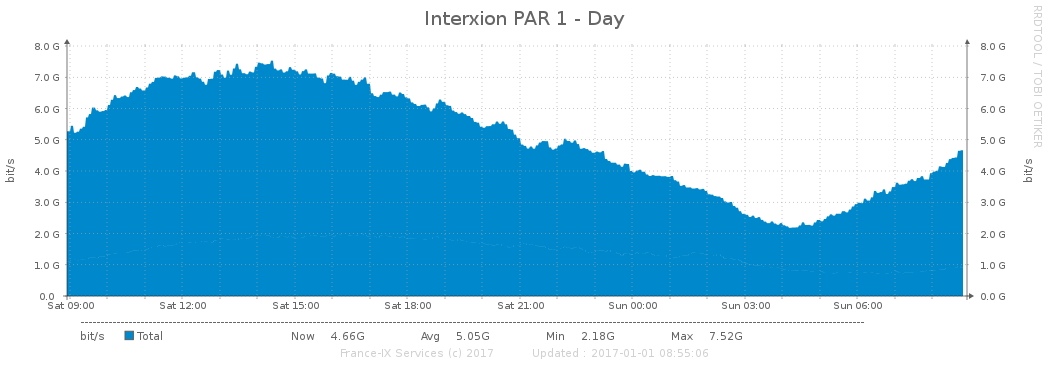 Interxion PAR 1 - Day
RRDTOOL / TOBI OETIKER
8.0 G 8.0 G
7.0 G 7.0 G
6.0 G 6.0 G
5.0 G 5.0 G
4.0 G 4.0 G
3.0 G 3.0 G
2.0 G 2.0 G
1.0 G 1.0 G
0.0 0.0 G
bit/s bit/s
Sat 09:00 Sat 12:00 Sat 15:00 Sat 18:00 Sat 21:00 Sun 00:00 Sun 03:00 Sun 06:00
bit/s Total Now 4.66G Avg 5.05G Min 2.18G Max 7.52G
France-IX Services (c) 2017 Updated : 2017-01-01 08:55:06